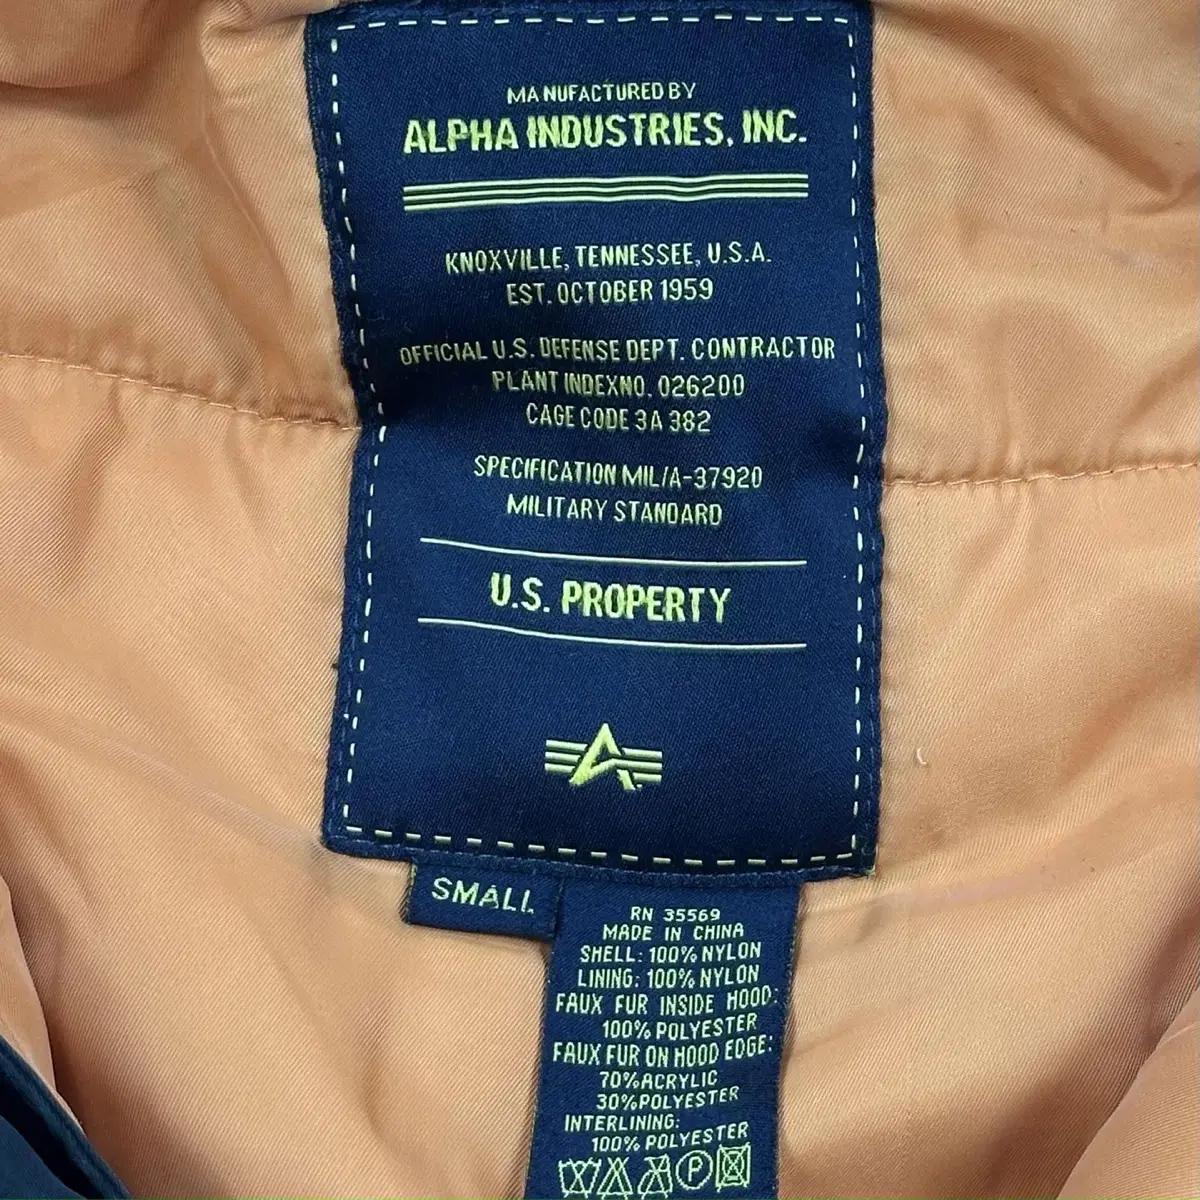 MANUFACTURED BY
ALPHA INDUSTRIES, INC.
KNOXVILLE, TENNESSEE, U.S.A.
EST. OCTOBER 1959
OFFICIAL U.S. DEFENSE DEPT. CONTRACTOR
PLANT INDEXNO. 026200
CAGE CODE 3A 382
SPECIFICATION MIL/A-37920
MILITARY STANDARD
U.S. PROPERTY
A
SMALL
RN 35569
MADE IN CHINA
SHELL: 100% NYLON
LINING: 100% NYLON
FAUX FUR INSIDE HOOD:
100% POLYESTER
FAUX FUR ON HOOD EDGE:
70%ACRYLIC
30%POLYESTER
INTERLINING:
100% POLYESTER
P